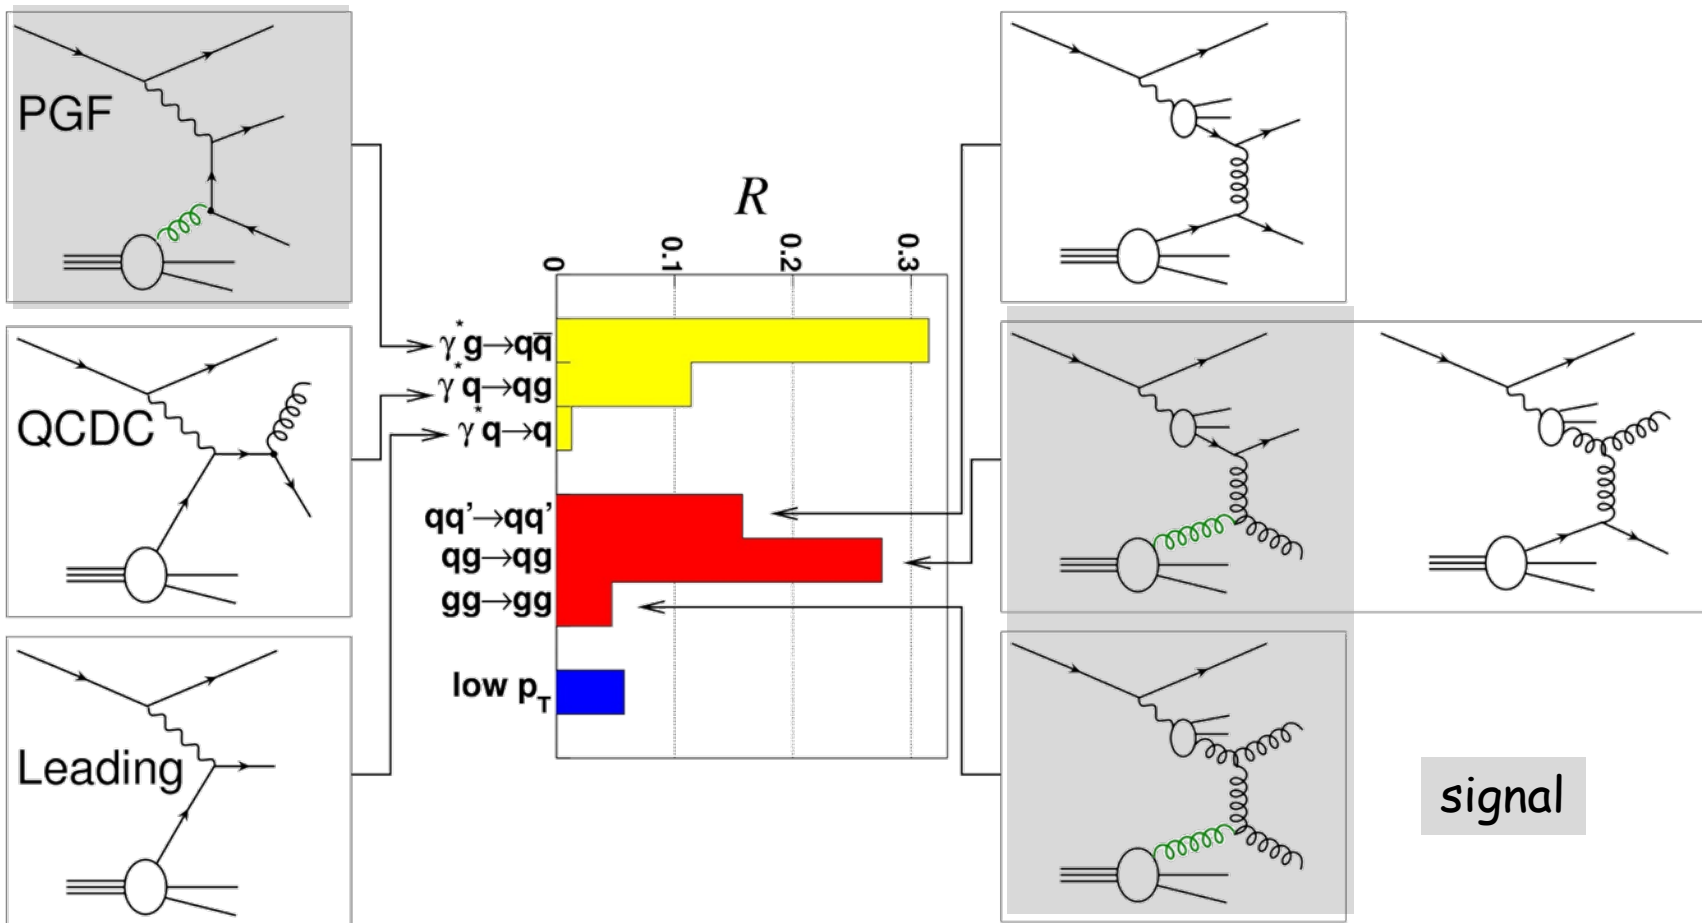 PGF
QCDC
Leading
R
0 0.1 0.2 0.3
γ*g→qq̅
γ*q→qg
γ*q→q
qq'→qq'
qg→qg
gg→gg
low pT
signal